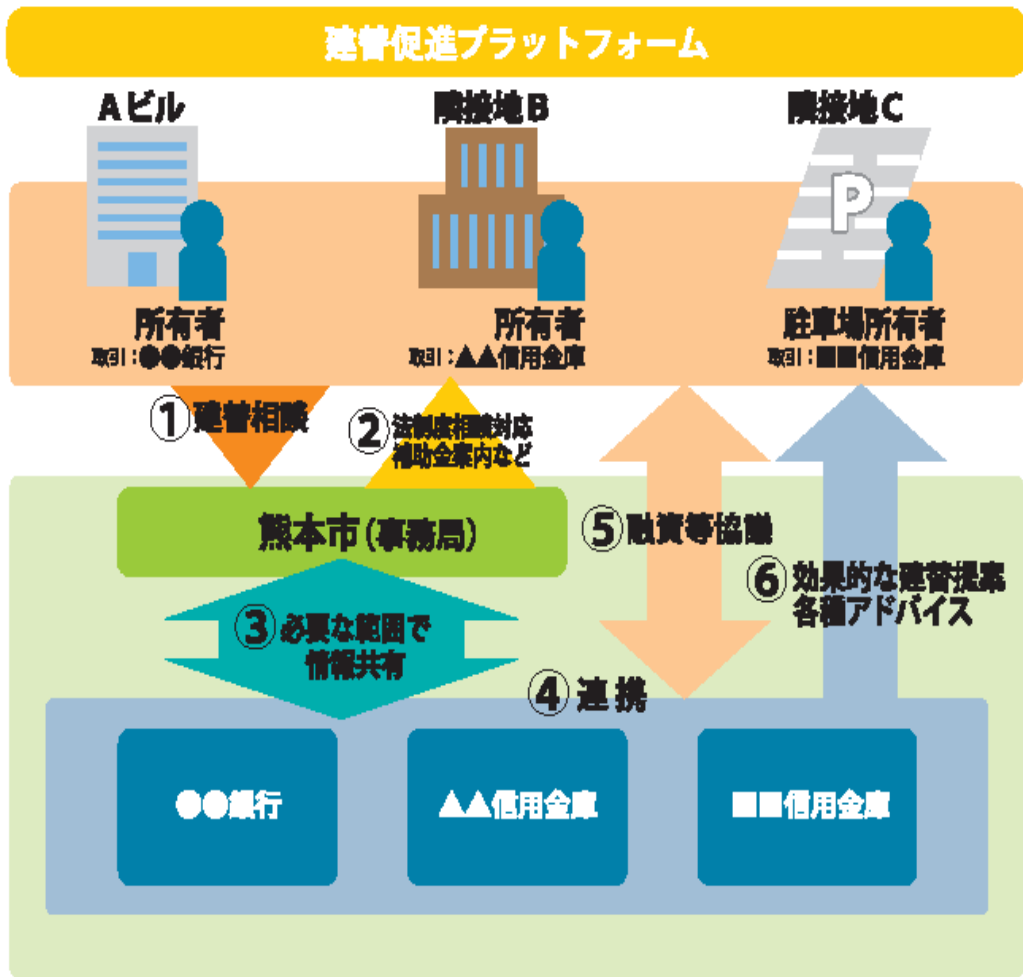 建替促進プラットフォーム
Aビル
隣接地B
隣接地C
P
所有者
取引:●●銀行
所有者
取引:▲▲信用金庫
駐車場所有者
取引:■■信用金庫
①建替相談
②法制度相談対応
補助金案内など
熊本市(事務局)
③必要な範囲で
情報共有
④連携
⑤融資等協議
⑥効果的な建替提案
各種アドバイス
●●銀行
▲▲信用金庫
■■信用金庫